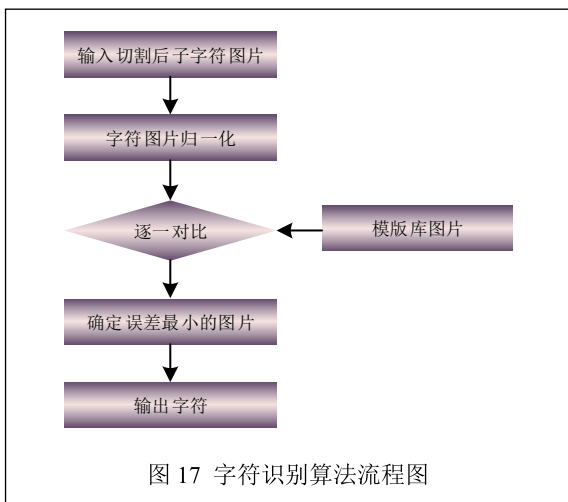 输入切割后子字符图片
字符图片归一化
逐一对比
模版库图片
确定误差最小的图片
输出字符
图 17 字符识别算法流程图